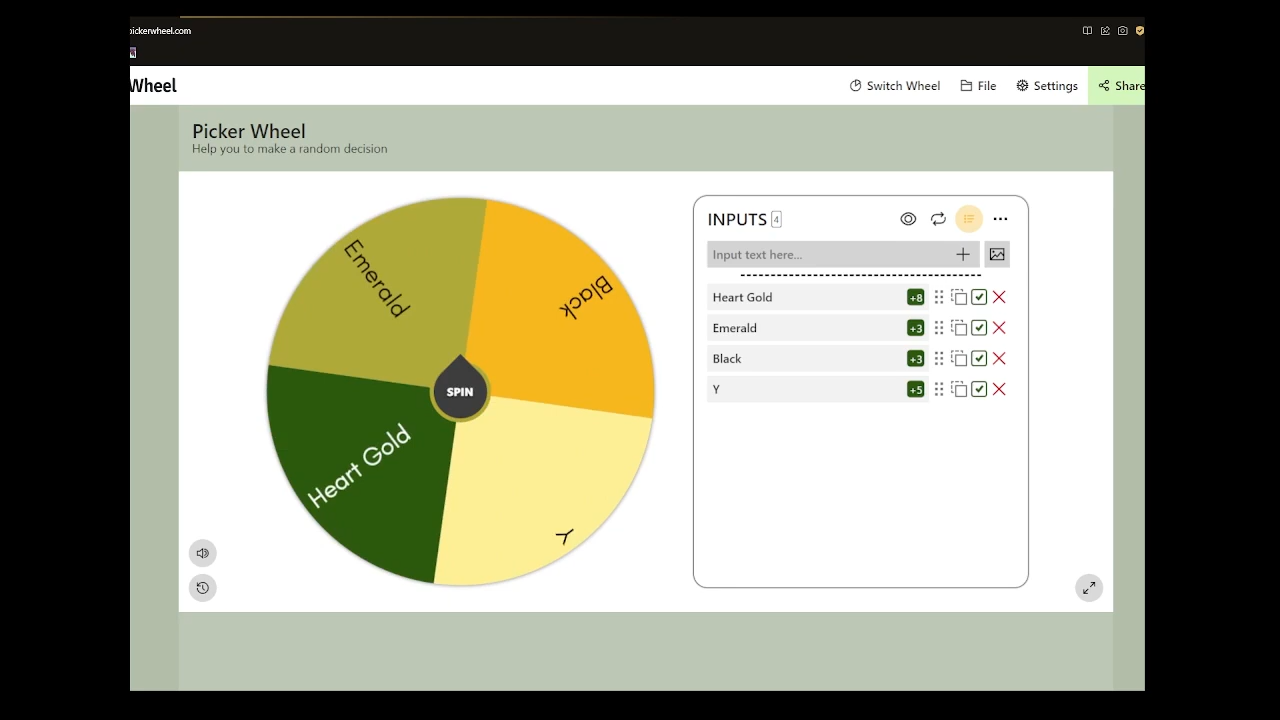 pickerwheel.com
Wheel
Switch Wheel
File
Settings
Share
Picker Wheel
Help you to make a random decision
Emerald
Black
Heart Gold
Y
SPIN
INPUTS 4
Input text here...
Heart Gold +8
Emerald +3
Black +3
Y +5